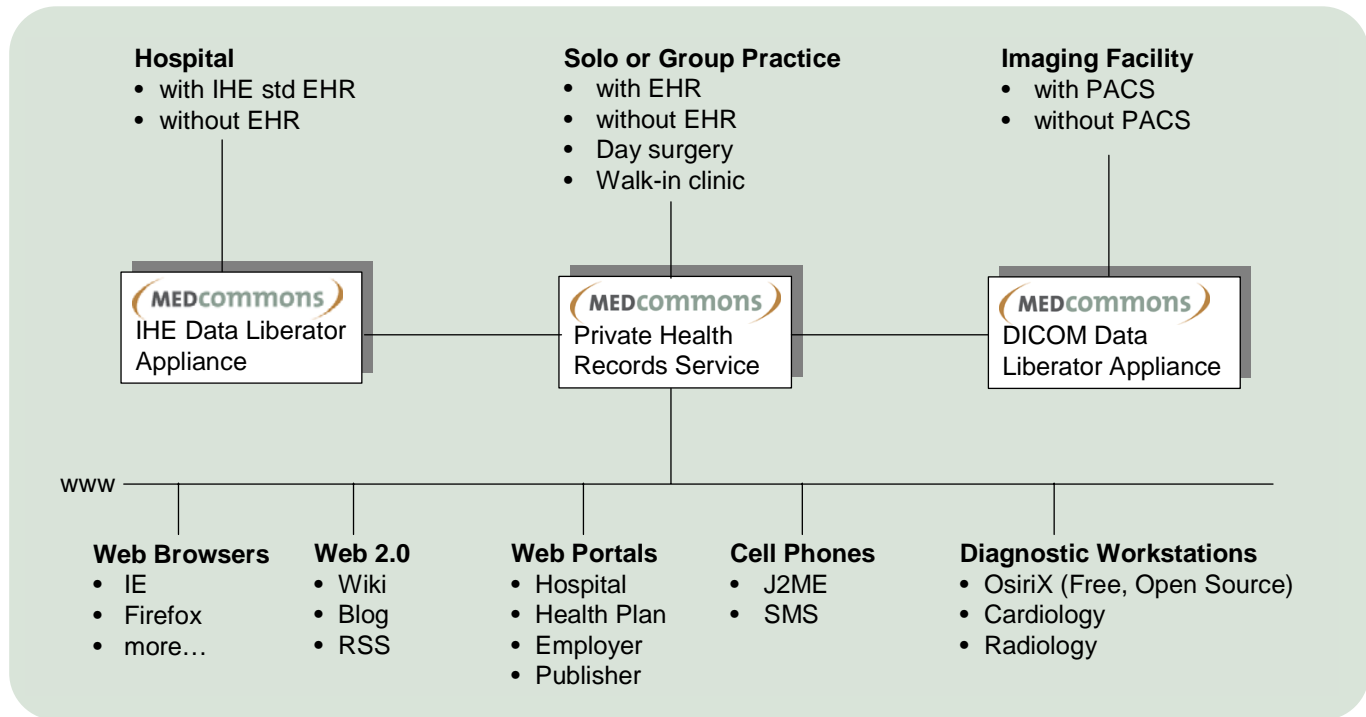 Hospital
• with IHE std EHR
• without EHR
Solo or Group Practice
• with EHR
• without EHR
• Day surgery
• Walk-in clinic
Imaging Facility
• with PACS
• without PACS
MEDcommons
IHE Data Liberator
Appliance
MEDcommons
Private Health
Records Service
MEDcommons
DICOM Data
Liberator Appliance
www
Web Browsers
• IE
• Firefox
• more…
Web 2.0
• Wiki
• Blog
• RSS
Web Portals
• Hospital
• Health Plan
• Employer
• Publisher
Cell Phones
• J2ME
• SMS
Diagnostic Workstations
• OsiriX (Free, Open Source)
• Cardiology
• Radiology